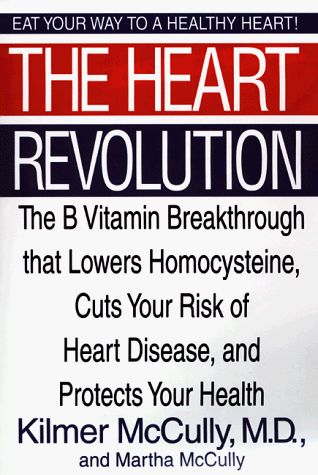 EAT YOUR WAY TO A HEALTHY HEART!
THE HEART
REVOLUTION
The B Vitamin Breakthrough
that Lowers Homocysteine,
Cuts Your Risk of
Heart Disease, and
Protects Your Health
Kilmer McCully, M.D.,
and Martha McCully